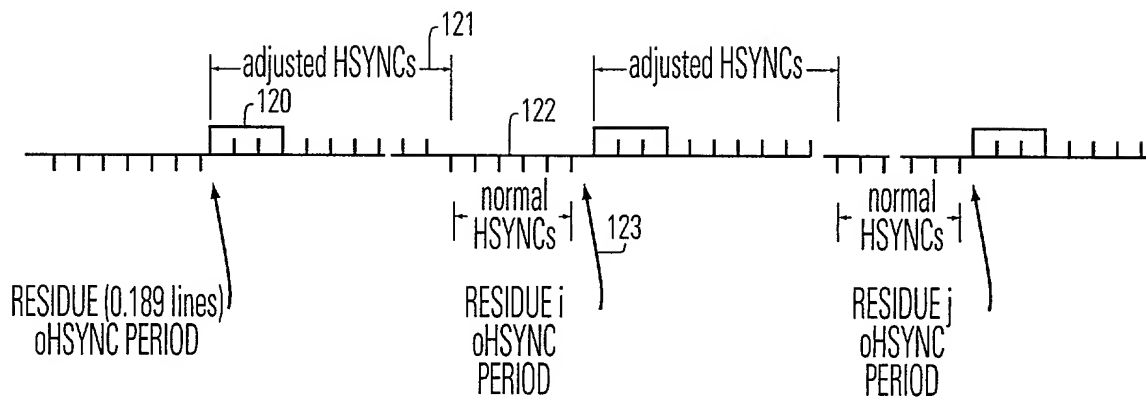 121
adjusted HSYNCs
adjusted HSYNCs
120
122
normal
HSYNCs
123
normal
HSYNCs
RESIDUE (0.189 lines)
oHSYNC PERIOD
RESIDUE i
oHSYNC
PERIOD
RESIDUE j
oHSYNC
PERIOD